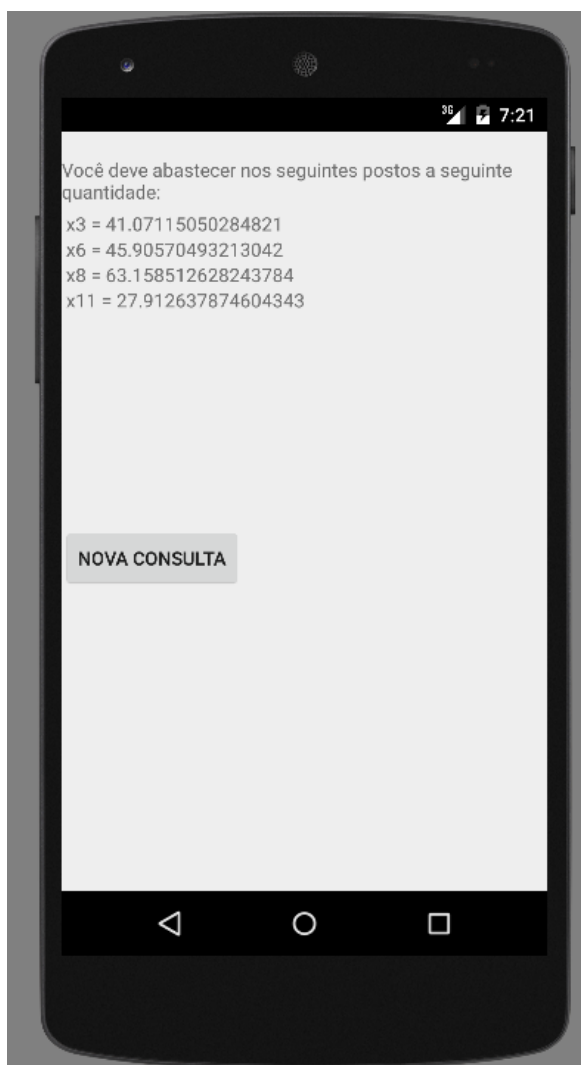 3G 7:21
Você deve abastecer nos seguintes postos a seguinte
quantidade:
x3 = 41.07115050284821
x6 = 45.90570493213042
x8 = 63.158512628243784
x11 = 27.912637874604343
NOVA CONSULTA